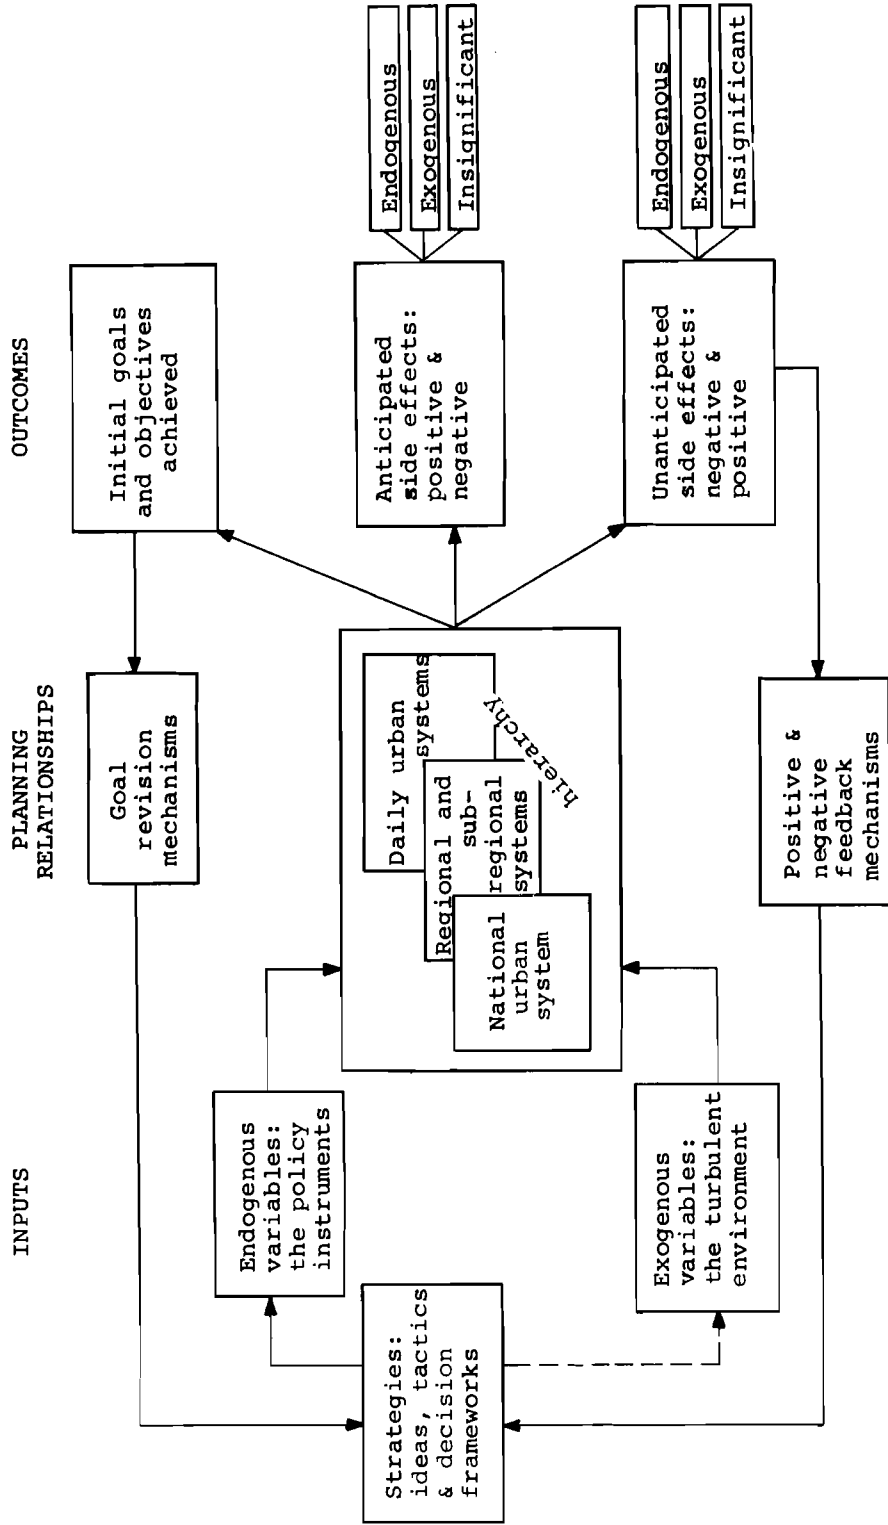 INPUTS
PLANNING
RELATIONSHIPS
OUTCOMES
Strategies:
ideas, tactics
& decision
frameworks
Endogenous
variables:
the policy
instruments
Exogenous
variables:
the turbulent
environment
Goal
revision
mechanisms
Daily urban
systems
Regional and
sub-
regional
systems
National
urban
system
hierarchy
Positive &
negative
feedback
mechanisms
Initial goals
and objectives
achieved
Anticipated
side effects:
positive &
negative
Unanticipated
side effects:
negative &
positive
Endogenous
Exogenous
Insignificant
Endogenous
Exogenous
Insignificant